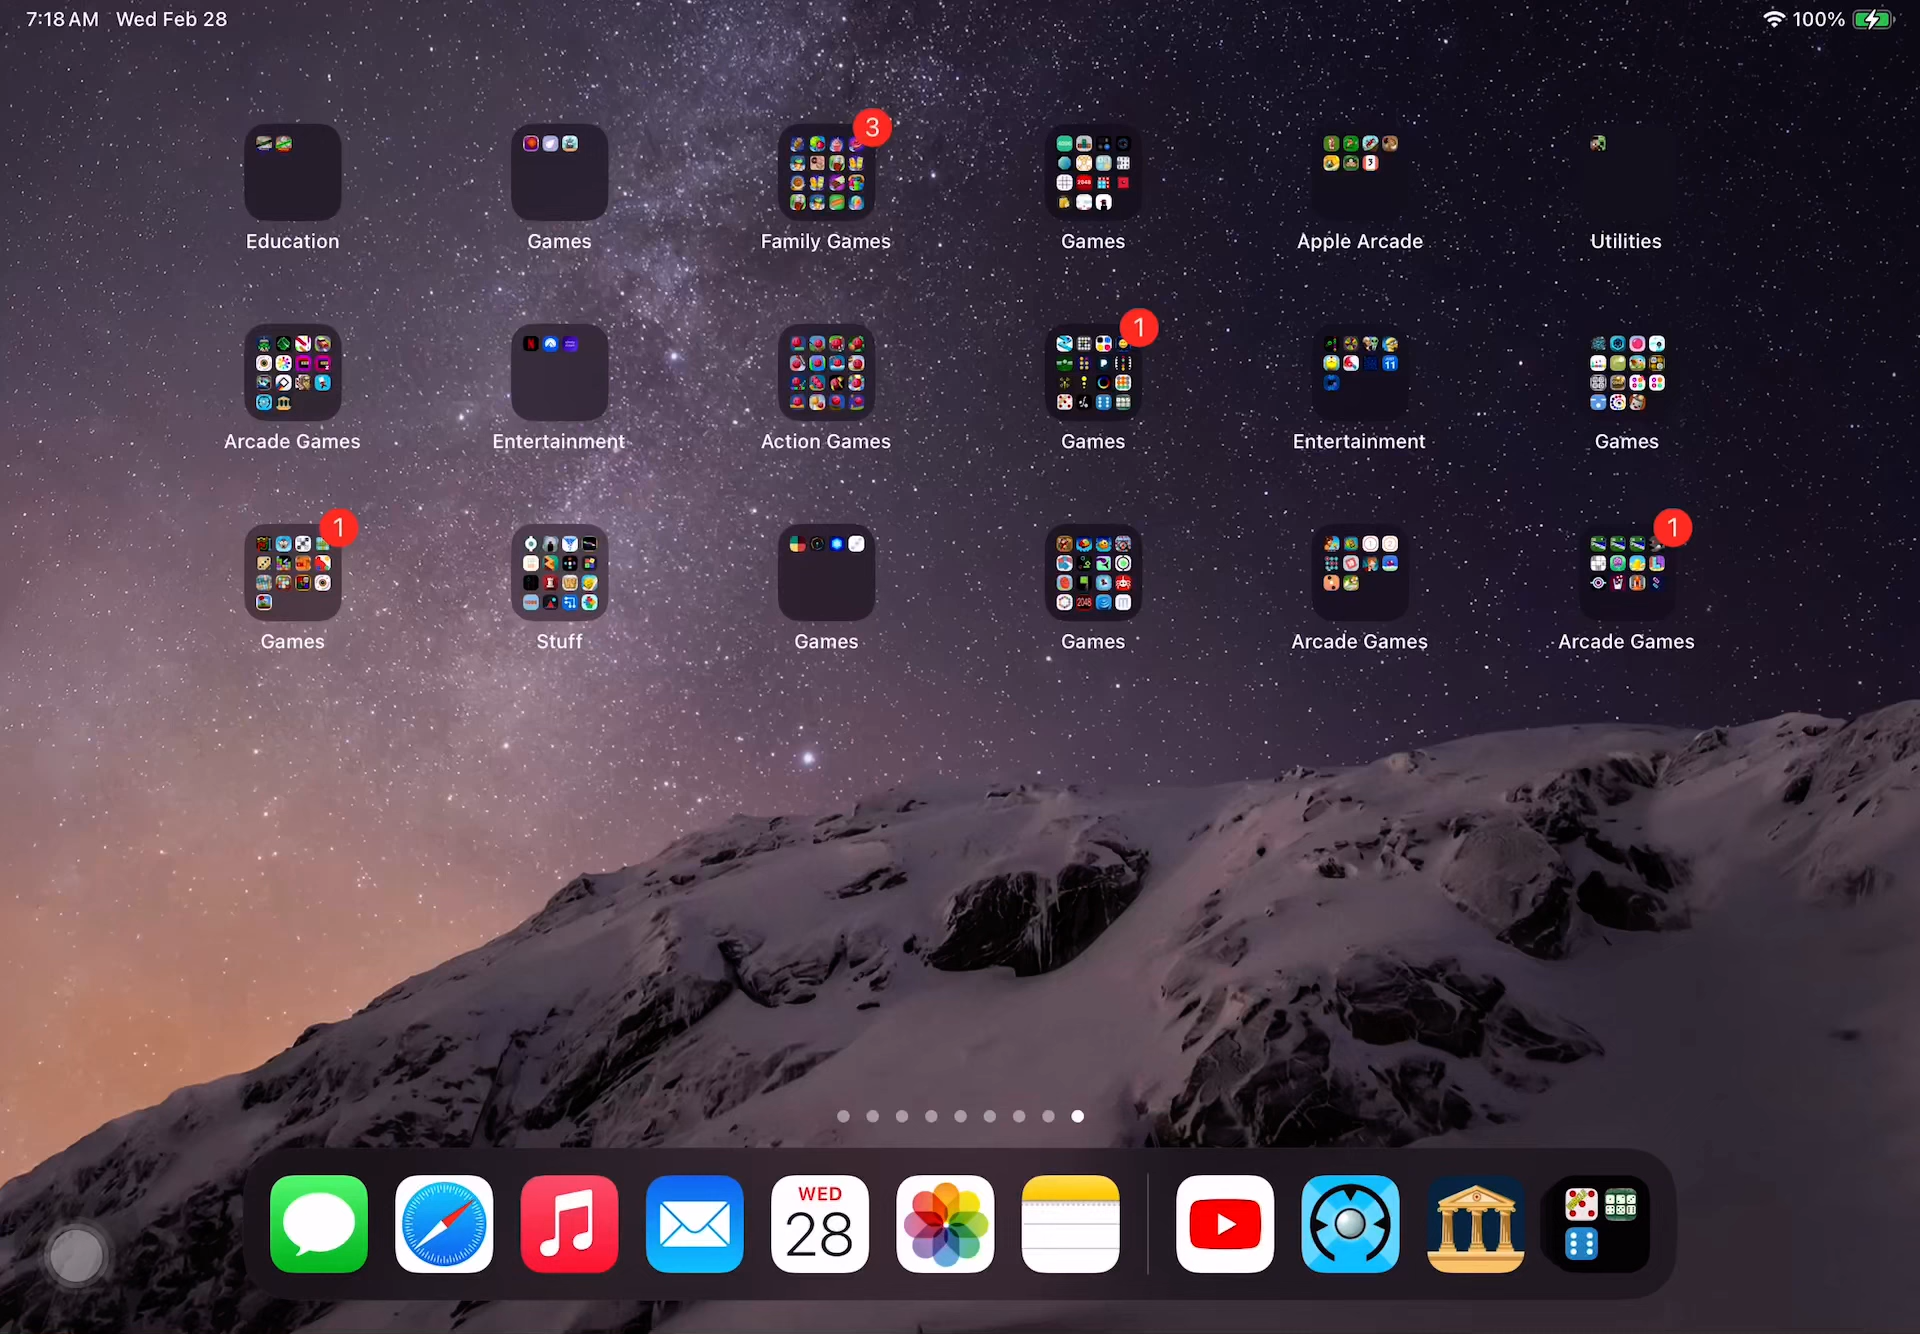 7:18 AM Wed Feb 28
100%
3
Education
Games
Family Games
Games
Apple Arcade
Utilities
1
11
Arcade Games
Entertainment
Action Games
Games
Entertainment
Games
1
1
Games
Stuff
Games
Games
Arcade Games
Arcade Games
WED
28